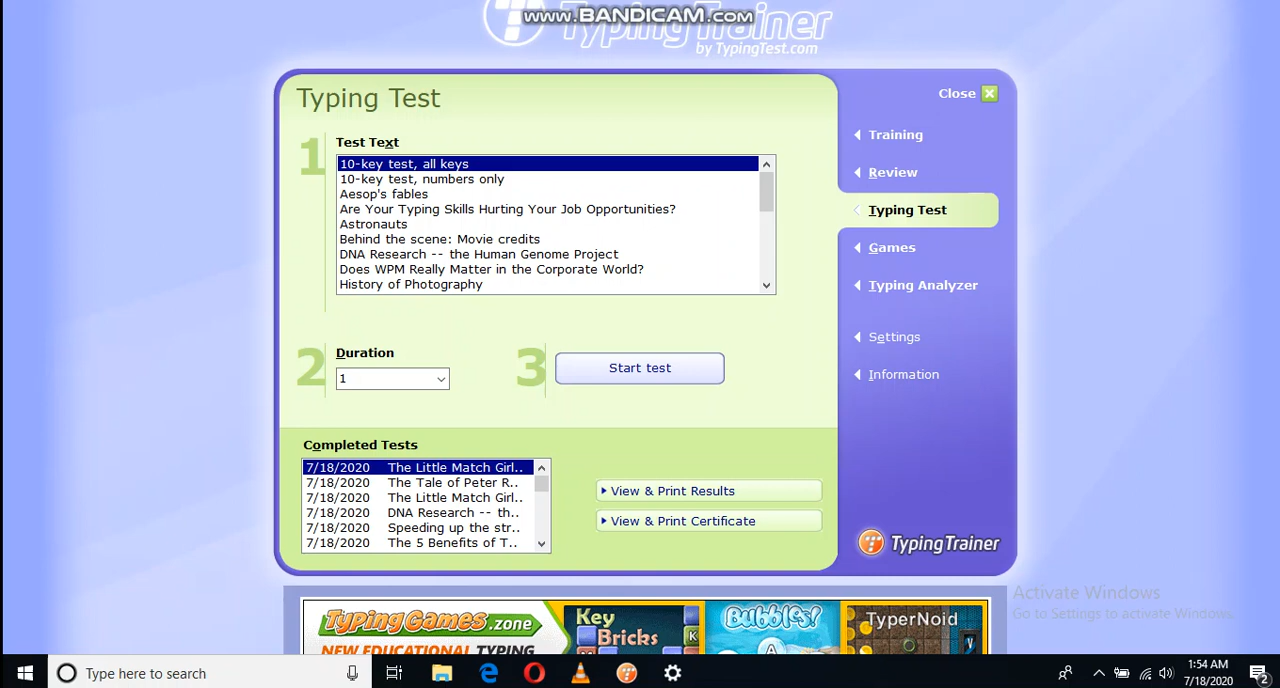 www.BANDICAM.com
TypingTrainer
by TypingTest.com
Typing Test
Close
1
Test Text
10-key test, all keys
10-key test, numbers only
Aesop's fables
Are Your Typing Skills Hurting Your Job Opportunities?
Astronauts
Behind the scene: Movie credits
DNA Research -- the Human Genome Project
Does WPM Really Matter in the Corporate World?
History of Photography
Training
Review
Typing Test
Games
Typing Analyzer
Settings
Information
2
Duration
1
3
Start test
Completed Tests
7/18/2020 The Little Match Girl..
7/18/2020 The Tale of Peter R..
7/18/2020 The Little Match Girl..
7/18/2020 DNA Research -- th..
7/18/2020 Speeding up the str..
7/18/2020 The 5 Benefits of T..
View & Print Results
View & Print Certificate
TypingTrainer
Activate Windows
Go to Settings to activate Windows.
TypingGames.zone
NEW EDUCATIONAL TYPING
Key
Bricks
K
Bubbles!
A
TyperNoid
Y
Type here to search
1:54 AM
7/18/2020
2